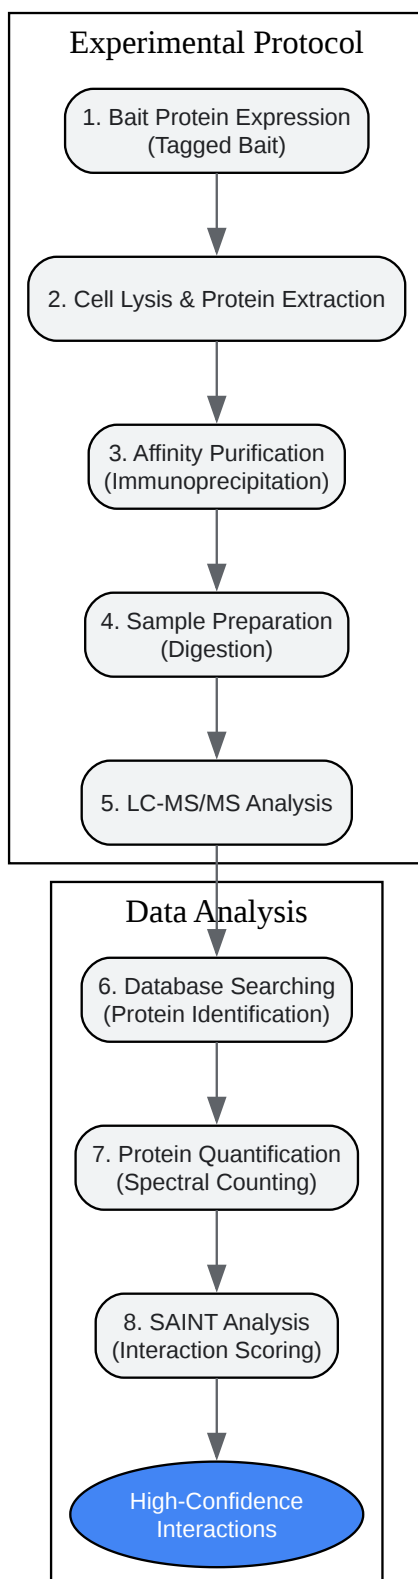 Experimental Protocol
1. Bait Protein Expression
(Tagged Bait)
2. Cell Lysis & Protein Extraction
3. Affinity Purification
(Immunoprecipitation)
4. Sample Preparation
(Digestion)
5. LC-MS/MS Analysis
Data Analysis
6. Database Searching
(Protein Identification)
7. Protein Quantification
(Spectral Counting)
8. SAINT Analysis
(Interaction Scoring)
High-Confidence
Interactions